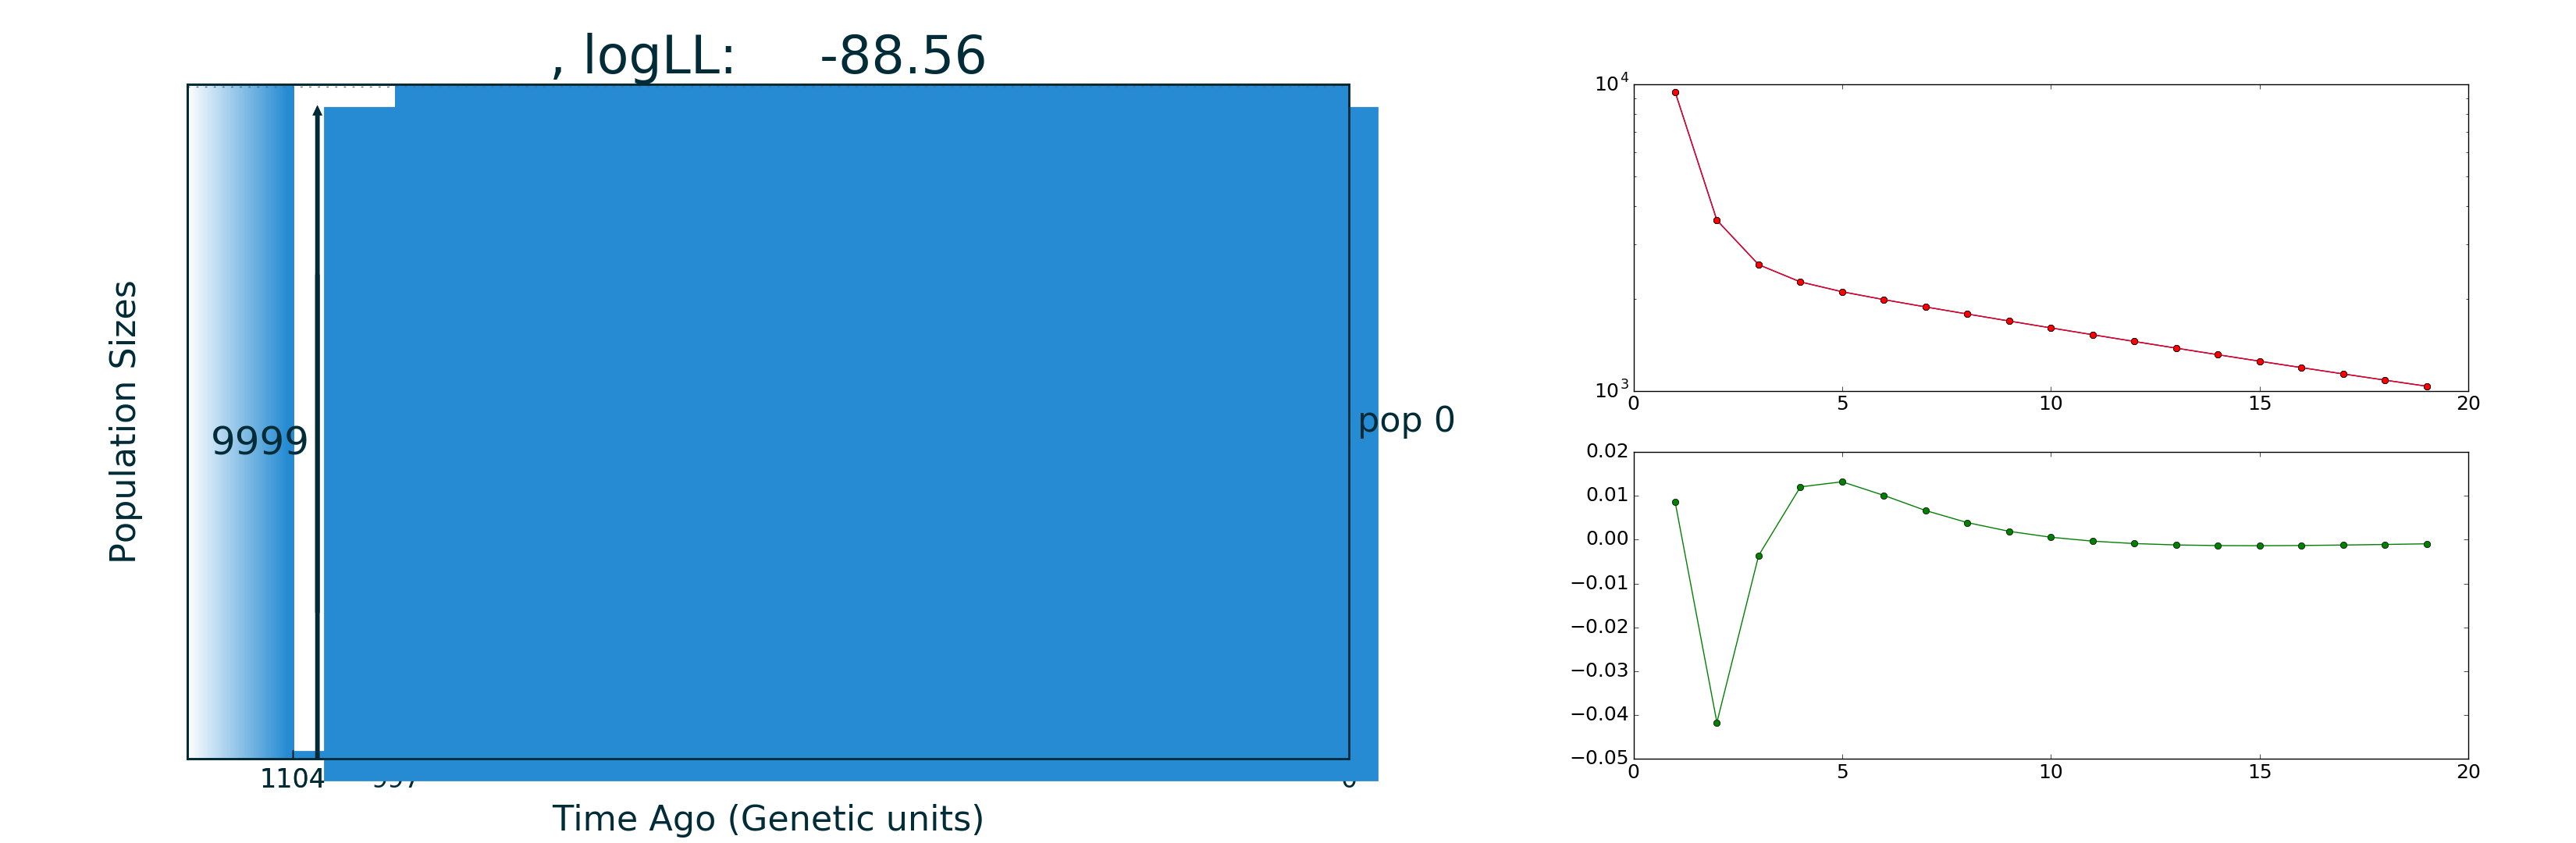 , logLL: -88.56
Population Sizes
9999
pop 0
1104
Time Ago (Genetic units)
10^4
10^3
0 5 10 15 20
0.02
0.01
0.00
−0.01
−0.02
−0.03
−0.04
−0.05
0 5 10 15 20